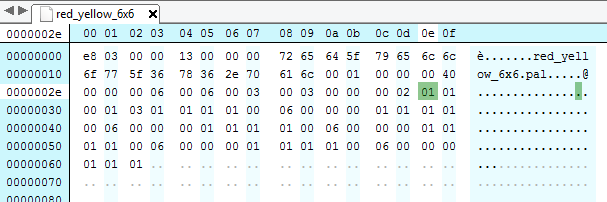 red_yellow_6x6
0000002e 00 01 02 03 04 05 06 07 08 09 0a 0b 0c 0d 0e 0f
00000000 e8 03 00 00 13 00 00 00 72 65 64 5f 79 65 6c 6c è.......red_yell
00000010 6f 77 5f 36 78 36 2e 70 61 6c 00 01 00 00 00 40 ow_6x6.pal.....@
0000002e 00 00 00 06 00 06 00 03 00 03 00 00 00 02 01 01 ................
00000030 00 01 03 01 01 01 01 00 06 00 00 00 01 01 01 01 ................
00000040 00 06 00 00 00 01 01 01 01 00 06 00 00 00 01 01 ................
00000050 01 01 00 06 00 00 00 01 01 01 01 00 06 00 00 00 ................
00000060 01 01 01 .. .. .. .. .. .. .. .. .. .. .. .. .. ................
00000070 .. .. .. .. .. .. .. .. .. .. .. .. .. .. .. .. ................
00000080